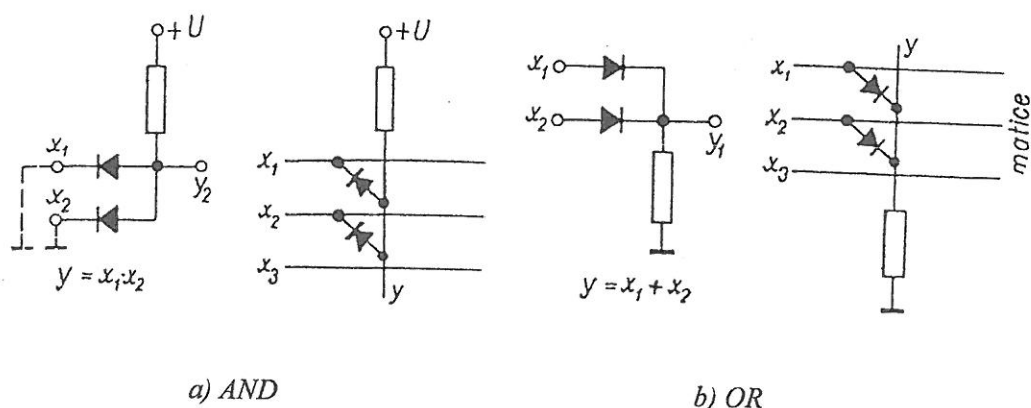 +U
x₁
x₂
y₂
y = x₁·x₂
+U
x₁
x₂
x₃
y
a) AND
x₁
x₂
y₁
y = x₁ + x₂
y
x₁
x₂
x₃
matice
b) OR